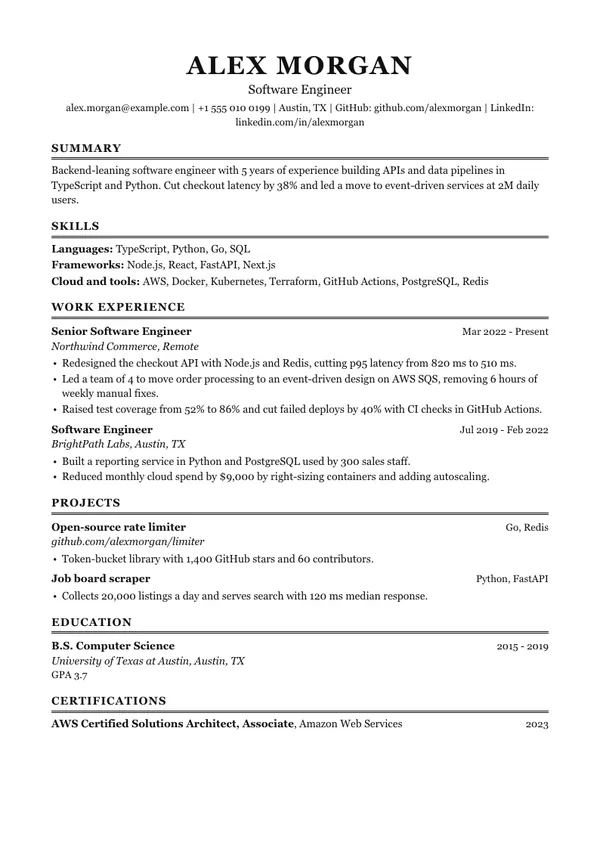 ALEX MORGAN
Software Engineer
alex.morgan@example.com | +1 555 010 0199 | Austin, TX | GitHub: github.com/alexmorgan | LinkedIn:
linkedin.com/in/alexmorgan
SUMMARY
Backend-leaning software engineer with 5 years of experience building APIs and data pipelines in
TypeScript and Python. Cut checkout latency by 38% and led a move to event-driven services at 2M daily
users.
SKILLS
Languages: TypeScript, Python, Go, SQL
Frameworks: Node.js, React, FastAPI, Next.js
Cloud and tools: AWS, Docker, Kubernetes, Terraform, GitHub Actions, PostgreSQL, Redis
WORK EXPERIENCE
Senior Software Engineer Mar 2022 - Present
Northwind Commerce, Remote
• Redesigned the checkout API with Node.js and Redis, cutting p95 latency from 820 ms to 510 ms.
• Led a team of 4 to move order processing to an event-driven design on AWS SQS, removing 6 hours of
weekly manual fixes.
• Raised test coverage from 52% to 86% and cut failed deploys by 40% with CI checks in GitHub Actions.
Software Engineer Jul 2019 - Feb 2022
BrightPath Labs, Austin, TX
• Built a reporting service in Python and PostgreSQL used by 300 sales staff.
• Reduced monthly cloud spend by $9,000 by right-sizing containers and adding autoscaling.
PROJECTS
Open-source rate limiter Go, Redis
github.com/alexmorgan/limiter
• Token-bucket library with 1,400 GitHub stars and 60 contributors.
Job board scraper Python, FastAPI
• Collects 20,000 listings a day and serves search with 120 ms median response.
EDUCATION
B.S. Computer Science 2015 - 2019
University of Texas at Austin, Austin, TX
GPA 3.7
CERTIFICATIONS
AWS Certified Solutions Architect, Associate, Amazon Web Services 2023